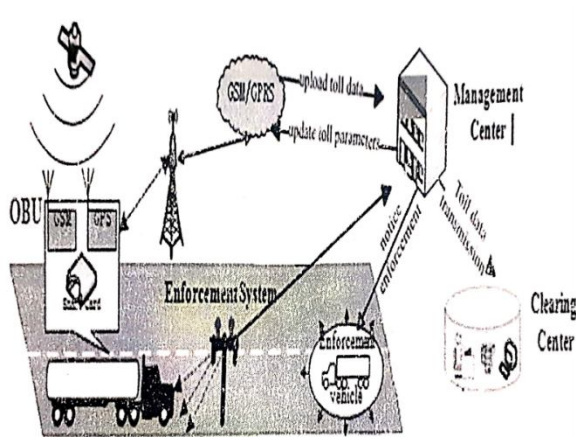 GSM/GPRS
upload toll data
update toll parameters
Management
Center
OBU
GSM
GPS
Smart Card
notice
enforcement
Toll data
transmission
Enforcement System
Enforcement
vehicle
Clearing
Center